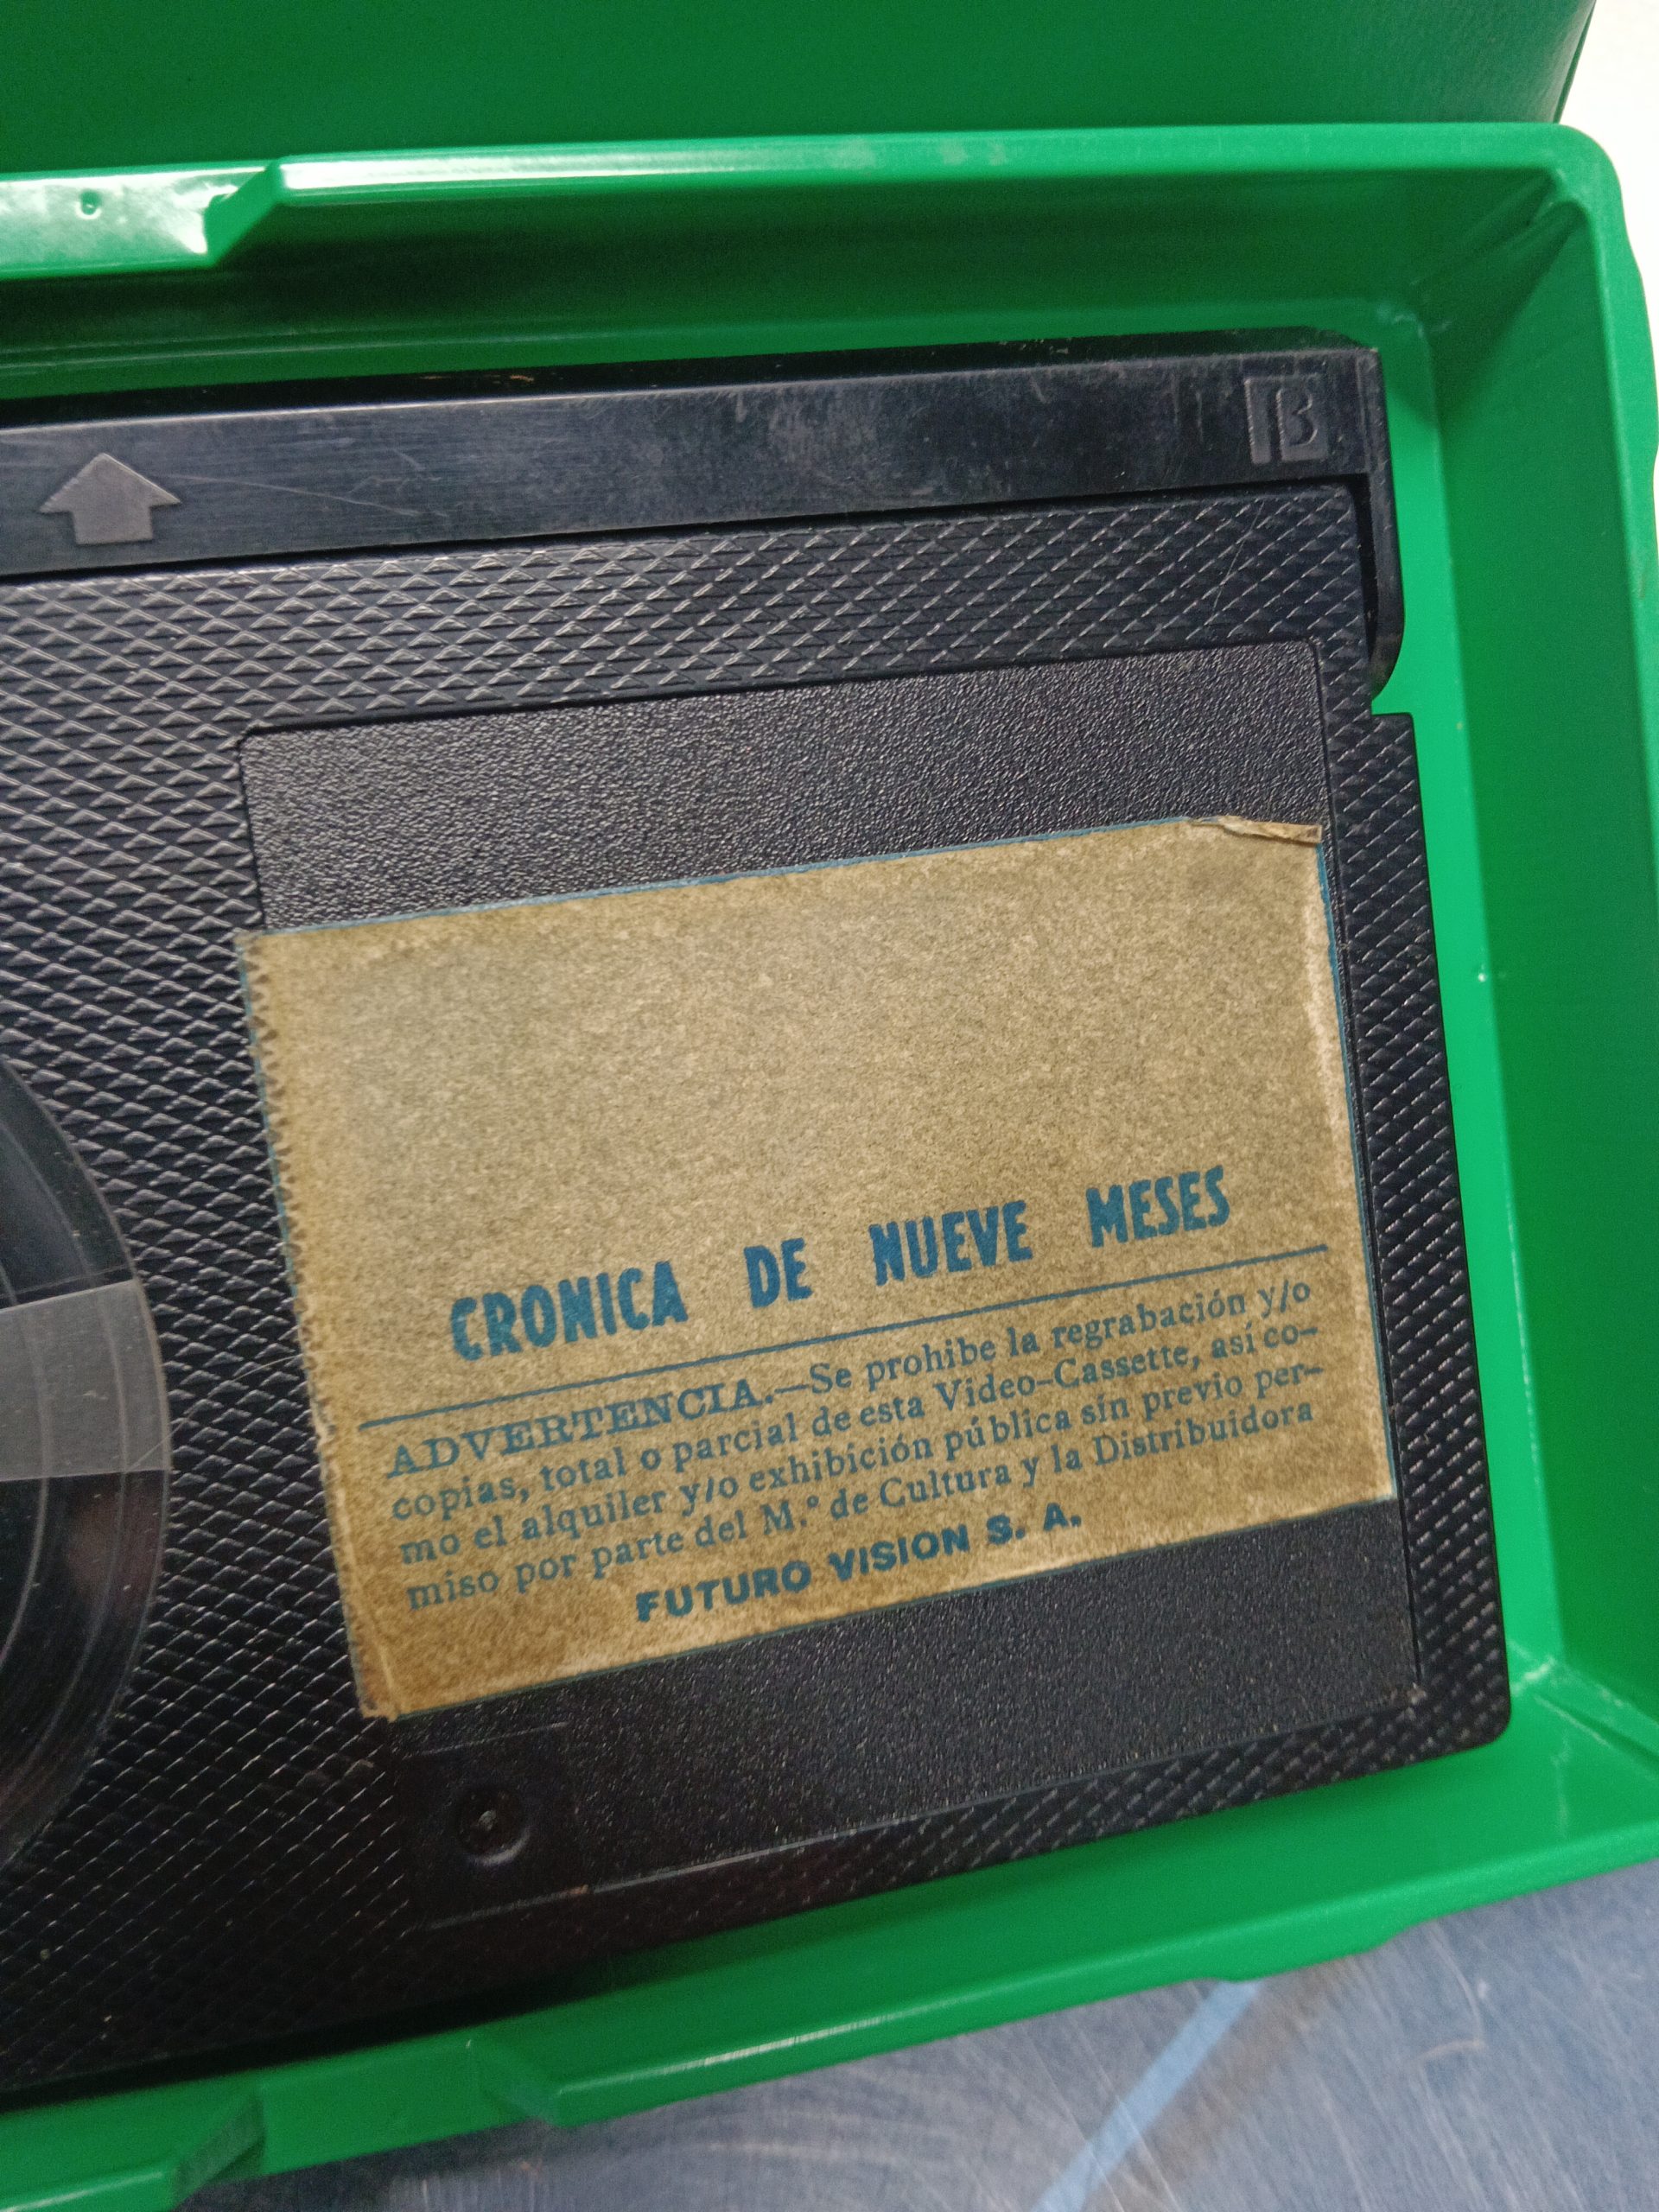 B
CRONICA DE NUEVE MESES
ADVERTENCIA.—Se prohibe la regrabación y/o
copias, total o parcial de esta Video-Cassette, así co-
mo el alquiler y/o exhibición pública sin previo per-
miso por parte del M.º de Cultura y la Distribuidora
FUTURO VISION S. A.